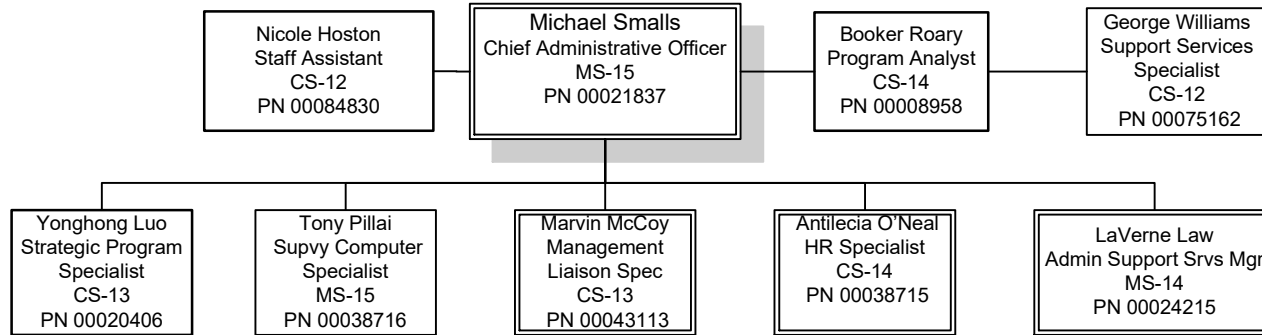 Nicole Hoston
Staff Assistant
CS-12
PN 00084830
Michael Smalls
Chief Administrative Officer
MS-15
PN 00021837
Booker Roary
Program Analyst
CS-14
PN 00008958
George Williams
Support Services
Specialist
CS-12
PN 00075162
Yonghong Luo
Strategic Program
Specialist
CS-13
PN 00020406
Tony Pillai
Supvy Computer
Specialist
MS-15
PN 00038716
Marvin McCoy
Management
Liaison Spec
CS-13
PN 00043113
Antilecia O'Neal
HR Specialist
CS-14
PN 00038715
LaVerne Law
Admin Support Srvs Mgr
MS-14
PN 00024215